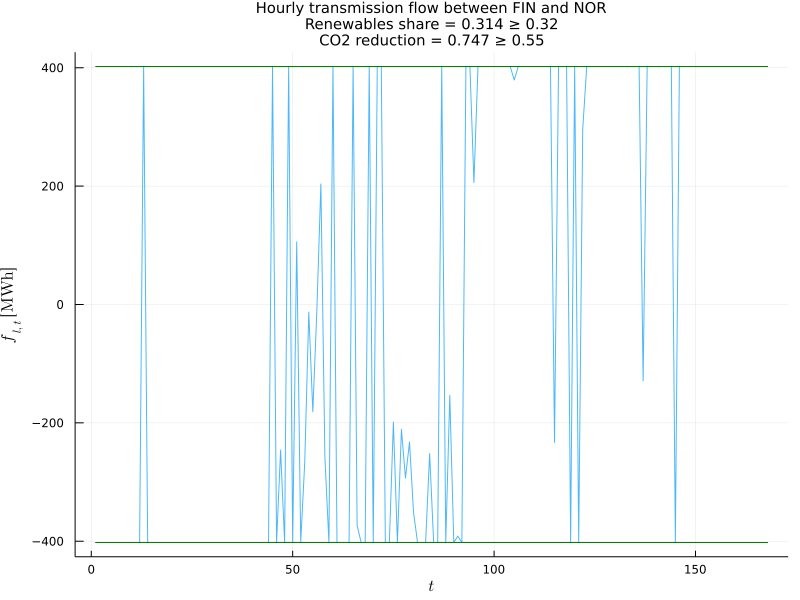 Hourly transmission flow between FIN and NOR
Renewables share = 0.314 ≥ 0.32
CO2 reduction = 0.747 ≥ 0.55
400
200
0
−200
−400
f_{l,t} [MWh]
0
50
100
150
t